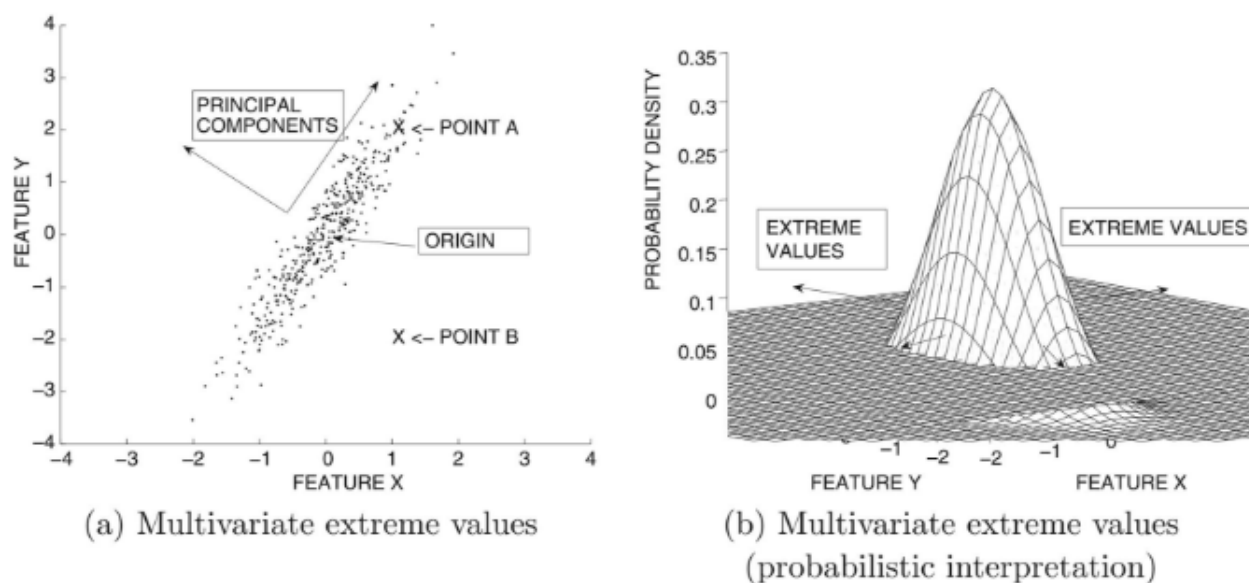 4
3
2
1
0
−1
−2
−3
−4
FEATURE Y
PRINCIPAL
COMPONENTS
X <− POINT A
ORIGIN
X <− POINT B
−4
−3
−2
−1
0
1
2
3
4
FEATURE X
(a) Multivariate extreme values
0.35
0.3
0.25
0.2
0.15
0.1
0.05
0
PROBABILITY DENSITY
EXTREME
VALUES
EXTREME VALUES
−1
−2
−2
−1
0
FEATURE Y
FEATURE X
(b) Multivariate extreme values
(probabilistic interpretation)